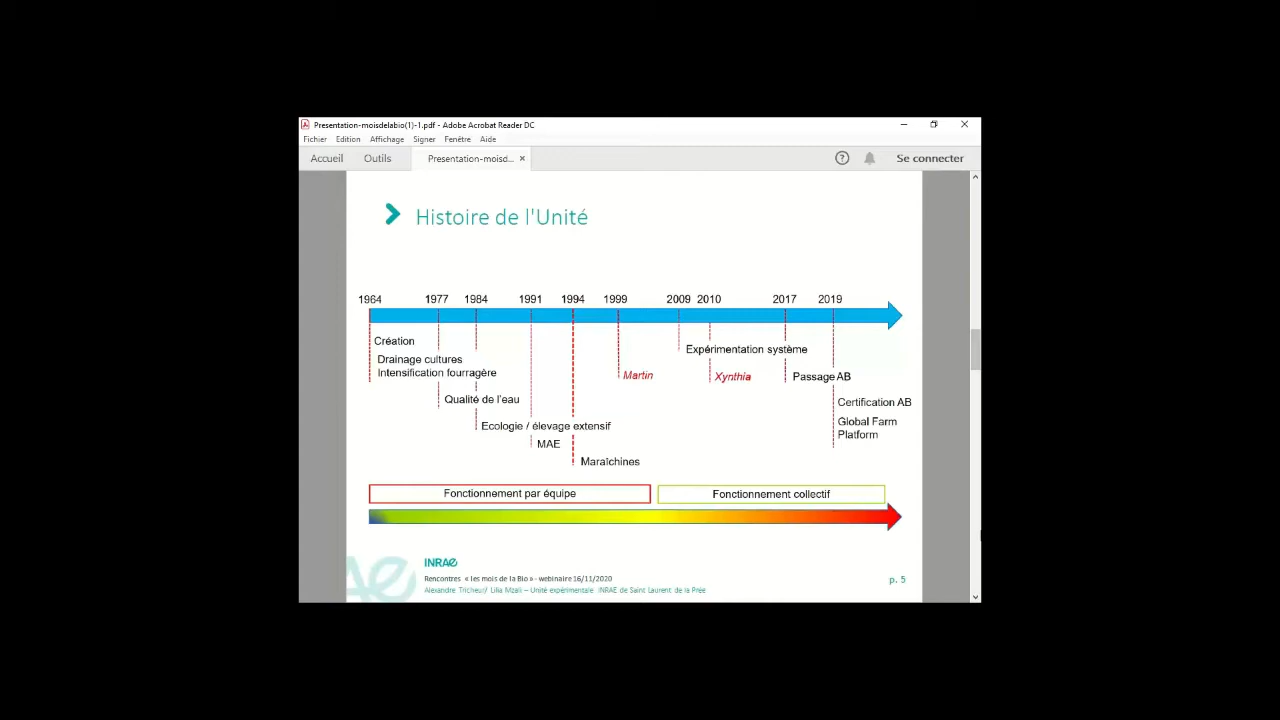 Presentation-moisdelabio(1)-1.pdf - Adobe Acrobat Reader DC
Fichier Edition Affichage Signer Fenêtre Aide
Accueil Outils Presentation-moisd... × ? Se connecter
Histoire de l'Unité
1964 1977 1984 1991 1994 1999 2009 2010 2017 2019
Création
Drainage cultures
Intensification fourragère
Qualité de l'eau
Ecologie / élevage extensif
MAE
Maraîchines
Martin
Expérimentation système
Xynthia
Passage AB
Certification AB
Global Farm
Platform
Fonctionnement par équipe Fonctionnement collectif
INRAE
Rencontres « les mois de la Bio » - webinaire 16/11/2020
Alexandre Tricheur/ Lilia Mzali – Unité expérimentale INRAE de Saint Laurent de la Prée
p. 5